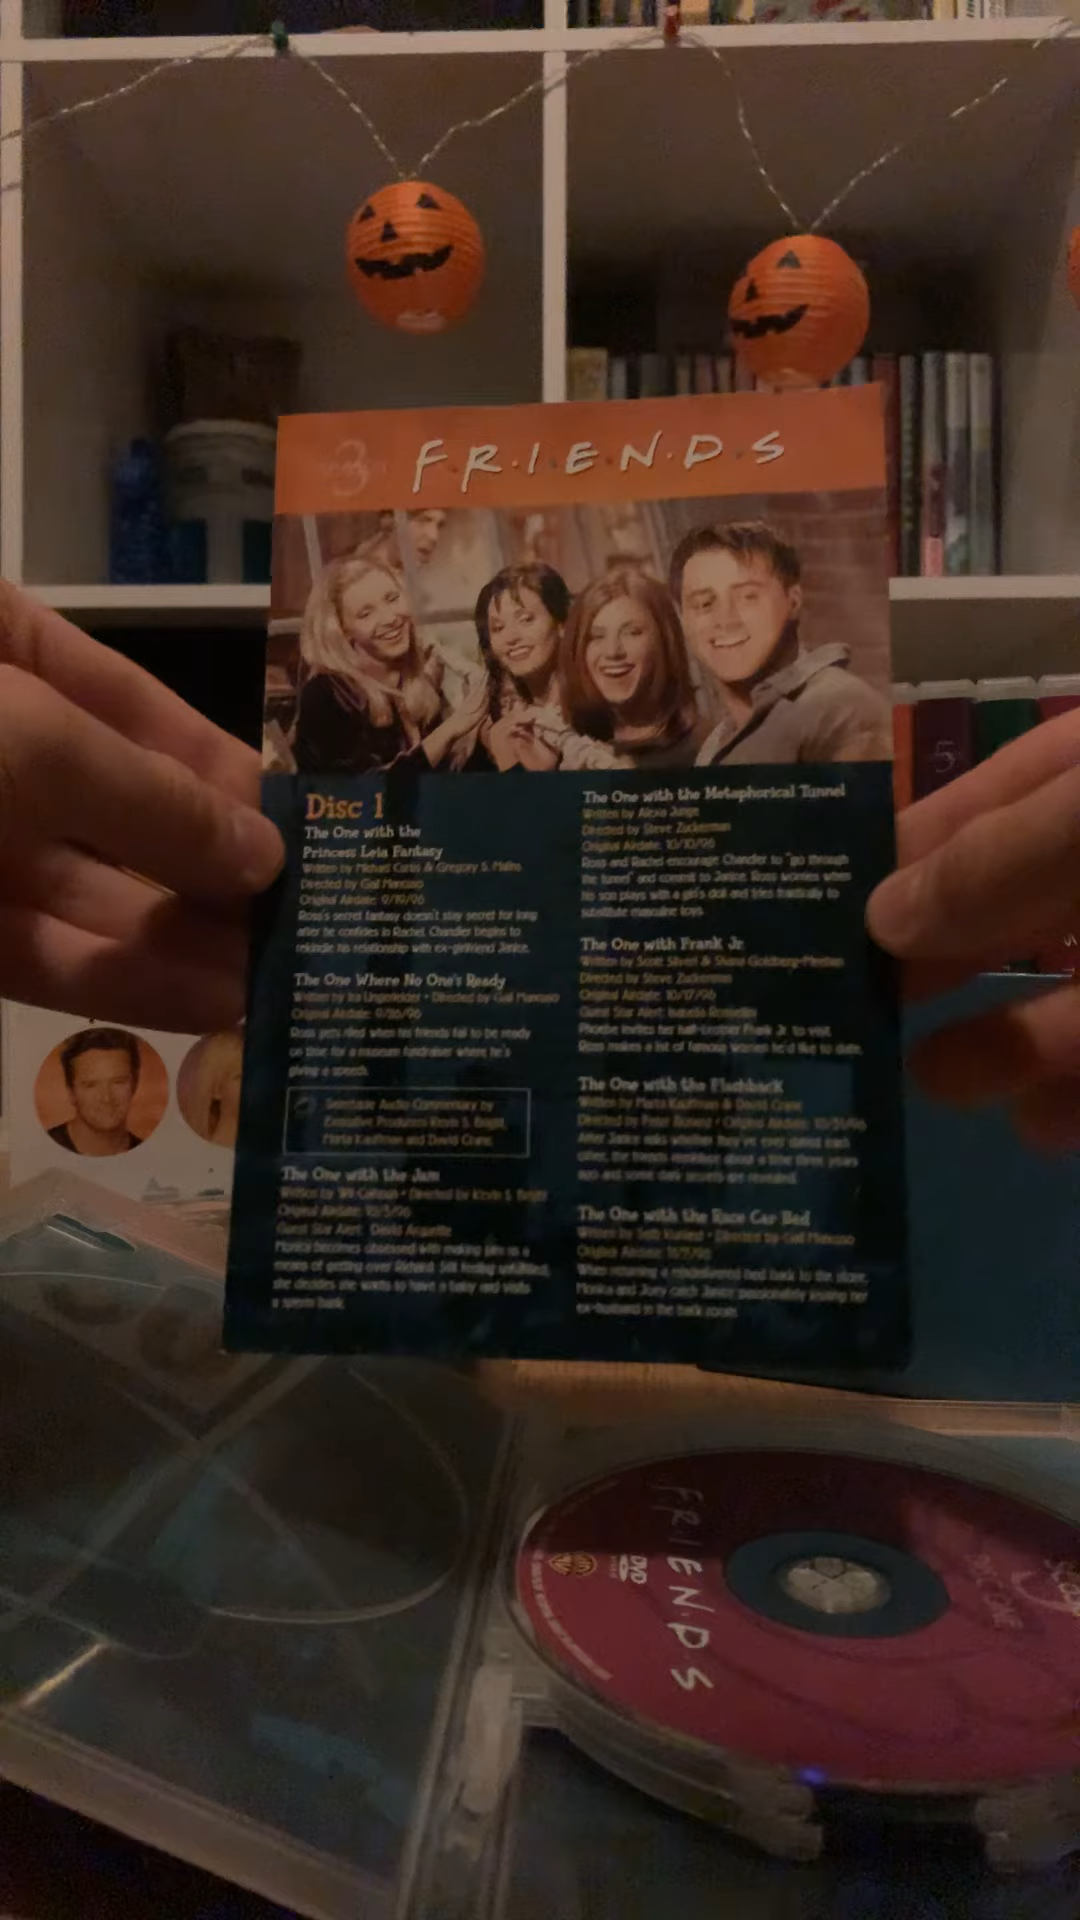 3
F·R·I·E·N·D·S
Disc 1
The One with the
Princess Leia Fantasy
Written by Michael Curtis & Gregory S. Malins
Directed by Gail Mancuso
Original Airdate: 9/19/96
Ross's secret fantasy doesn't stay secret for long
after he confides in Rachel. Chandler begins to
rekindle his relationship with ex-girlfriend Janice.
The One Where No One's Ready
Written by Ira Ungerleider • Directed by Gail Mancuso
Original Airdate: 9/26/96
Ross gets riled when his friends fail to be ready
on time for a museum fundraiser where he's
giving a speech.
Audio Commentary by
Executive Producers Kevin S. Bright,
Marta Kauffman and David Crane
The One with the Jam
Written by Wil Calhoun • Directed by Kevin S. Bright
Original Airdate: 10/3/96
Guest Star Alert: David Arquette
Monica becomes obsessed with making jam as a
means of getting over Richard. Still feeling unfulfilled,
she decides she wants to have a baby and visits
a sperm bank.
The One with the Metaphorical Tunnel
Written by Alexa Junge
Directed by Steve Zuckerman
Original Airdate: 10/10/96
Ross and Rachel encourage Chandler to "go through
the tunnel" and commit to Janice. Ross worries when
his son plays with a girl's doll and tries frantically to
substitute masculine toys.
The One with Frank Jr.
Written by Scott Silveri & Shana Goldberg-Meehan
Directed by Steve Zuckerman
Original Airdate: 10/17/96
Guest Star Alert: Isabella Rossellini
Phoebe invites her half-brother Frank Jr. to visit.
Ross makes a list of famous women he'd like to date.
The One with the Flashback
Written by Marta Kauffman & David Crane
Directed by Peter Bonerz • Original Airdate: 10/31/96
After Janice asks whether they've ever dated each
other, the friends reminisce about a time three years
ago and some dark secrets are revealed.
The One with the Race Car Bed
Written by Seth Kurland • Directed by Gail Mancuso
Original Airdate: 11/7/96
When returning a misdelivered bed back to the store,
Monica and Joey catch Janice passionately kissing her
ex-husband in the back room.
5
FRIENDS
DVD
DISC ONE